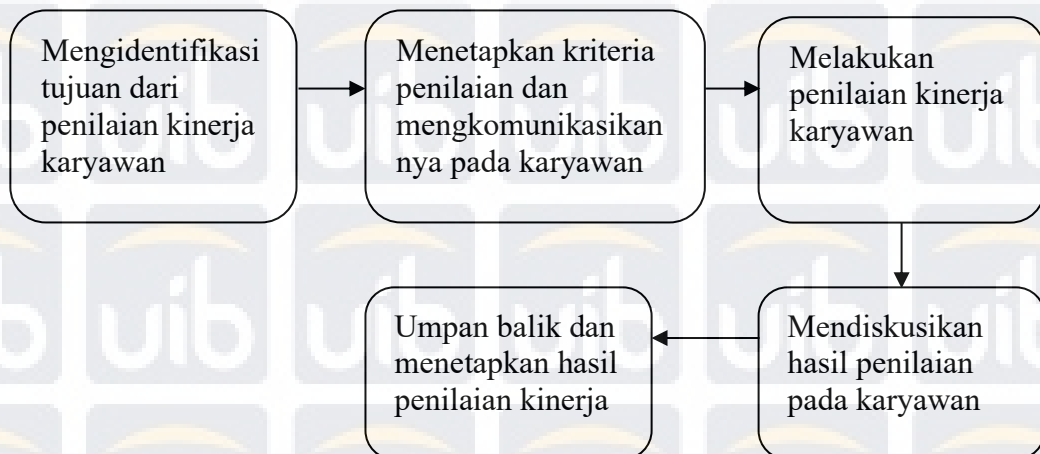 Mengidentifikasi
tujuan dari
penilaian kinerja
karyawan
Menetapkan kriteria
penilaian dan
mengkomunikasikan
nya pada karyawan
Melakukan
penilaian kinerja
karyawan
Mendiskusikan
hasil penilaian
pada karyawan
Umpan balik dan
menetapkan hasil
penilaian kinerja